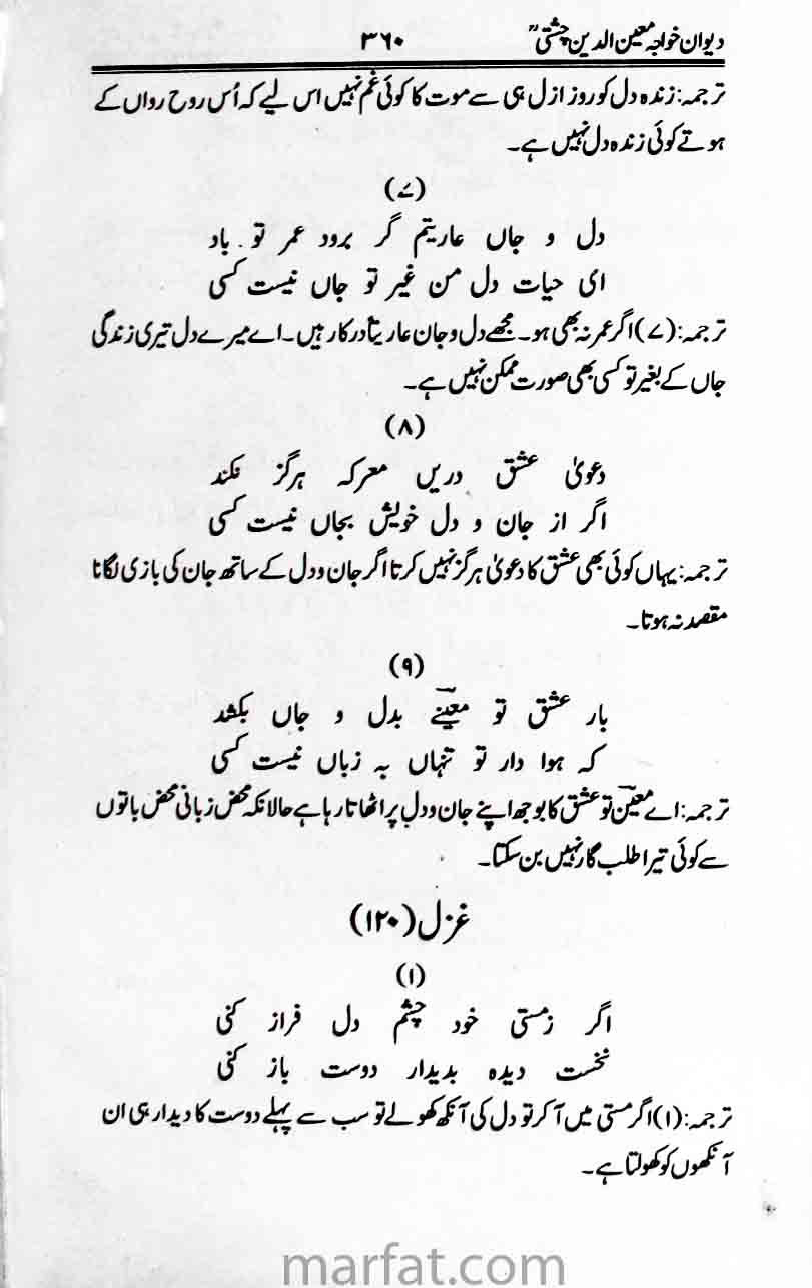 دیوان خواجہ معین الدین چشتیؒ
۳۶۰
ترجمہ: زندہ دل کو روز ازل ہی سے موت کا کوئی غم نہیں اس لیے کہ اُس روح رواں کے
ہوتے کوئی زندہ دل نہیں ہے۔
(۷)
دل و جاں عاریتم گر برود عمر تو باد
ای حیات دل من غیر تو جاں نیست کسی
ترجمہ: (۷) اگر عمر نہ بھی ہو۔ مجھے دل و جان عاریتاً درکار ہیں۔ اے میرے دل تیری زندگی
جاں کے بغیر تو کسی بھی صورت ممکن نہیں ہے۔
(۸)
دعویٰ عشق دریں معرکہ ہرگز نکند
اگر از جان و دل خویش بجاں نیست کسی
ترجمہ: یہاں کوئی بھی عشق کا دعویٰ ہرگز نہیں کرتا اگر جان و دل کے ساتھ جان کی بازی لگانا
مقصد نہ ہوتا۔
(۹)
بار عشق تو معینؔے بدل و جاں بکشد
کہ ہوا دار تو تنہاں بہ زباں نیست کسی
ترجمہ: اے معینؔ تو عشق کا بوجھ اپنے جان و دل پر اٹھاتا رہا ہے حالانکہ محض زبانی محض باتوں
سے کوئی تیرا طلب گار نہیں بن سکتا۔
غزل (۱۲۰)
(۱)
اگر زمستی خود چشم دل فراز کنی
نخست دیدہ بدیدار دوست باز کنی
ترجمہ: (۱) اگر مستی میں آ کر تو دل کی آنکھ کھولے تو سب سے پہلے دوست کا دیدار ہی ان
آنکھوں کو کھولتا ہے۔
marfat.com